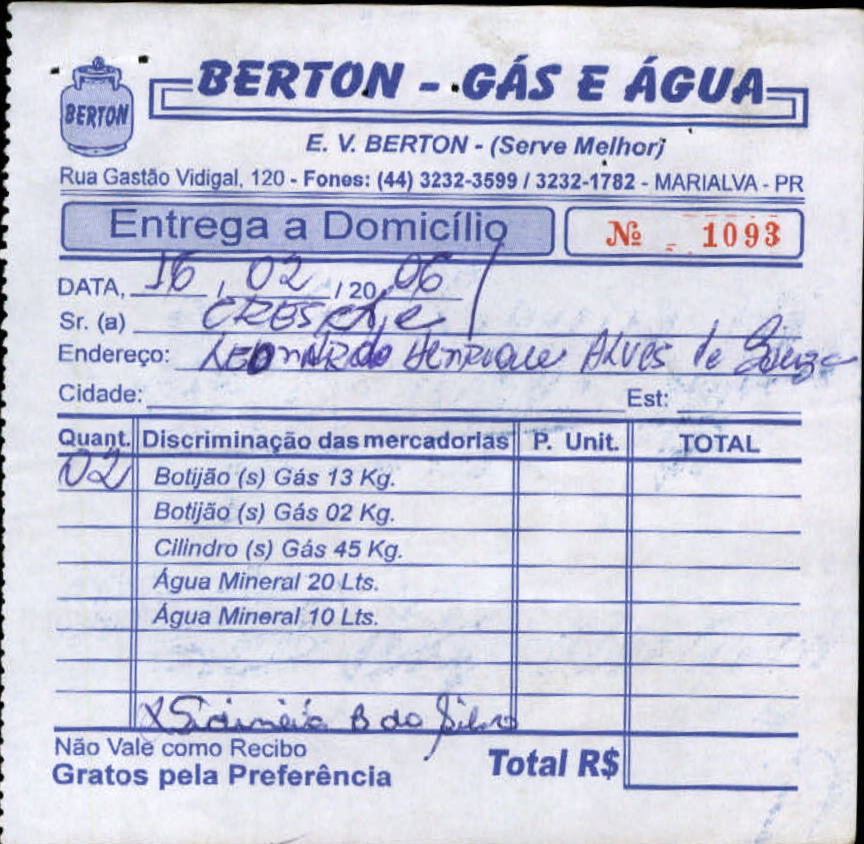 BERTON - GÁS E ÁGUA
BERTON
E. V. BERTON - (Serve Melhor)
Rua Gastão Vidigal, 120 - Fones: (44) 3232-3599 / 3232-1782 - MARIALVA - PR
Entrega a Domicílio Nº 1093
DATA, 16 , 02 / 20 06
Sr. (a)
Endereço: LEONARDO HENRIQUE ALVES de Souza
Cidade: Est:
Quant. Discriminação das mercadorias P. Unit. TOTAL
02 Botijão (s) Gás 13 Kg.
Botijão (s) Gás 02 Kg.
Cilindro (s) Gás 45 Kg.
Água Mineral 20 Lts.
Água Mineral 10 Lts.
X Sidinéia B da Silva
Não Vale como Recibo
Gratos pela Preferência Total R$